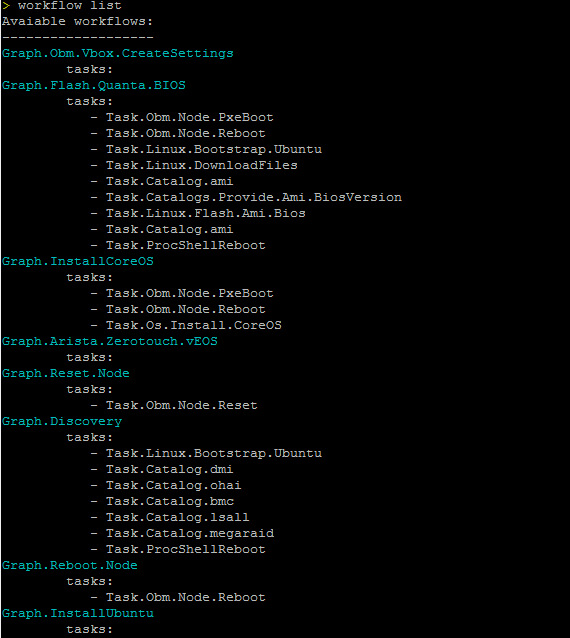 > workflow list
Avaiable workflows:
-------------------
Graph.Obm.Vbox.CreateSettings
tasks:
Graph.Flash.Quanta.BIOS
tasks:
- Task.Obm.Node.PxeBoot
- Task.Obm.Node.Reboot
- Task.Linux.Bootstrap.Ubuntu
- Task.Linux.DownloadFiles
- Task.Catalog.ami
- Task.Catalogs.Provide.Ami.BiosVersion
- Task.Linux.Flash.Ami.Bios
- Task.Catalog.ami
- Task.ProcShellReboot
Graph.InstallCoreOS
tasks:
- Task.Obm.Node.PxeBoot
- Task.Obm.Node.Reboot
- Task.Os.Install.CoreOS
Graph.Arista.Zerotouch.vEOS
tasks:
Graph.Reset.Node
tasks:
- Task.Obm.Node.Reset
Graph.Discovery
tasks:
- Task.Linux.Bootstrap.Ubuntu
- Task.Catalog.dmi
- Task.Catalog.ohai
- Task.Catalog.bmc
- Task.Catalog.lsall
- Task.Catalog.megaraid
- Task.ProcShellReboot
Graph.Reboot.Node
tasks:
- Task.Obm.Node.Reboot
Graph.InstallUbuntu
tasks: